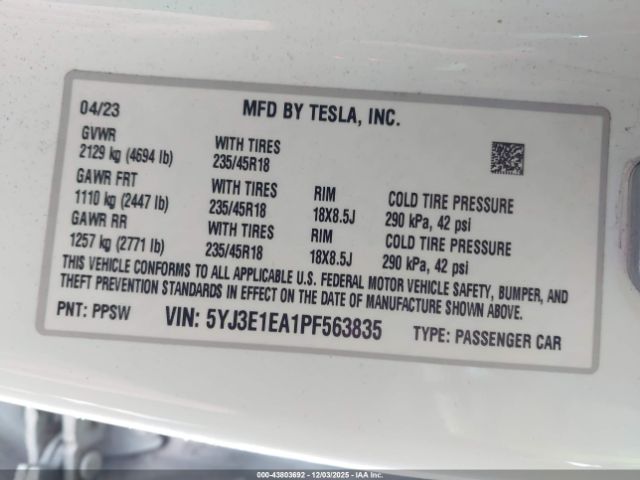 04/23 MFD BY TESLA, INC.
GVWR WITH TIRES
2129 kg (4694 lb) 235/45R18
GAWR FRT WITH TIRES RIM COLD TIRE PRESSURE
1110 kg (2447 lb) 235/45R18 18X8.5J 290 kPa, 42 psi
GAWR RR WITH TIRES RIM COLD TIRE PRESSURE
1257 kg (2771 lb) 235/45R18 18X8.5J 290 kPa, 42 psi
THIS VEHICLE CONFORMS TO ALL APPLICABLE U.S. FEDERAL MOTOR VEHICLE SAFETY, BUMPER, AND
THEFT PREVENTION STANDARDS IN EFFECT ON THE DATE OF MANUFACTURE SHOWN ABOVE.
PNT: PPSW VIN: 5YJ3E1EA1PF563835 TYPE: PASSENGER CAR
000-43803692 - 12/03/2025 - IAA, LLC